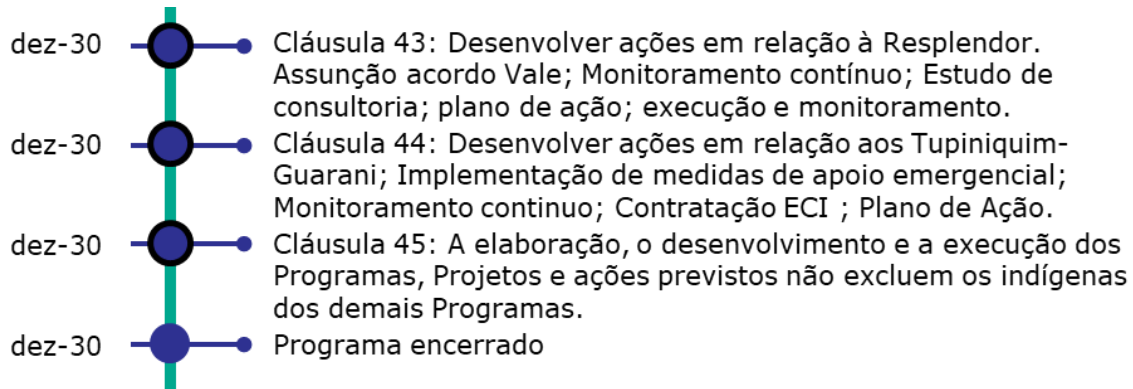 dez-30
Cláusula 43: Desenvolver ações em relação à Resplendor.
Assunção acordo Vale; Monitoramento contínuo; Estudo de
consultoria; plano de ação; execução e monitoramento.
dez-30
Cláusula 44: Desenvolver ações em relação aos Tupiniquim-
Guarani; Implementação de medidas de apoio emergencial;
Monitoramento continuo; Contratação ECI ; Plano de Ação.
dez-30
Cláusula 45: A elaboração, o desenvolvimento e a execução dos
Programas, Projetos e ações previstos não excluem os indígenas
dos demais Programas.
dez-30
Programa encerrado